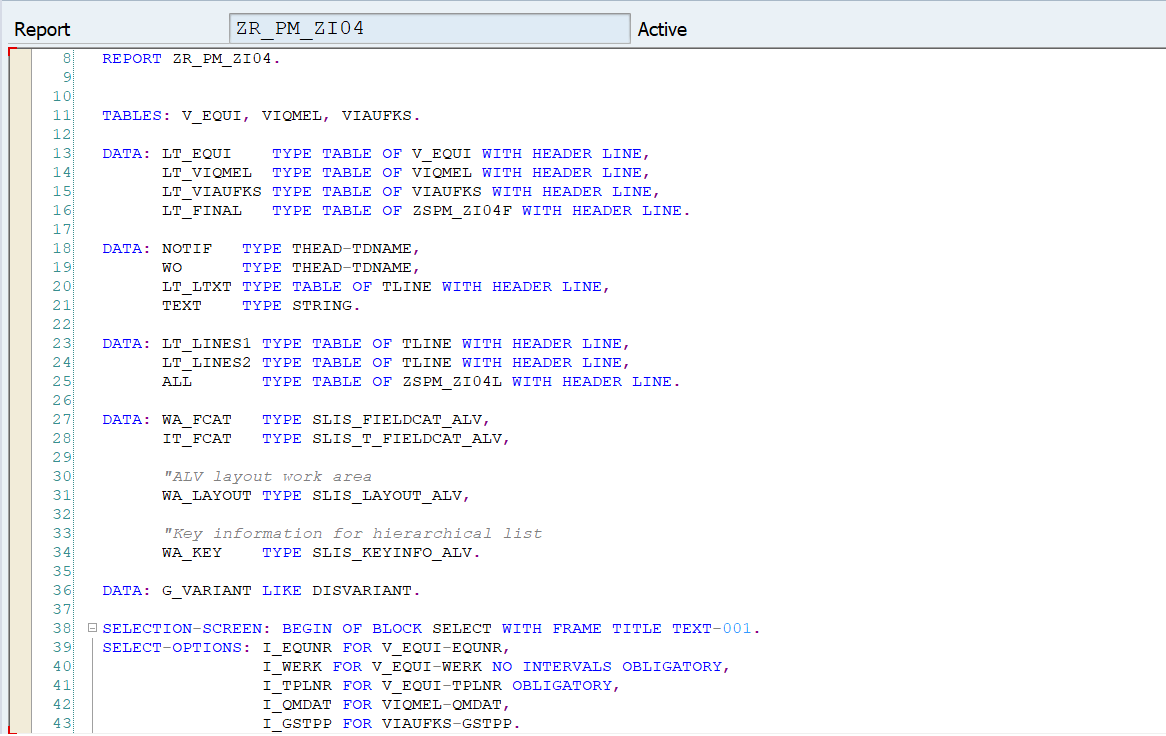 Report ZR_PM_ZI04 Active
8 REPORT ZR_PM_ZI04.
9
10
11 TABLES: V_EQUI, VIQMEL, VIAUFKS.
12
13 DATA: LT_EQUI    TYPE TABLE OF V_EQUI WITH HEADER LINE,
14       LT_VIQMEL  TYPE TABLE OF VIQMEL WITH HEADER LINE,
15       LT_VIAUFKS TYPE TABLE OF VIAUFKS WITH HEADER LINE,
16       LT_FINAL   TYPE TABLE OF ZSPM_ZI04F WITH HEADER LINE.
17
18 DATA: NOTIF   TYPE THEAD-TDNAME,
19       WO      TYPE THEAD-TDNAME,
20       LT_LTXT TYPE TABLE OF TLINE WITH HEADER LINE,
21       TEXT    TYPE STRING.
22
23 DATA: LT_LINES1 TYPE TABLE OF TLINE WITH HEADER LINE,
24       LT_LINES2 TYPE TABLE OF TLINE WITH HEADER LINE,
25       ALL       TYPE TABLE OF ZSPM_ZI04L WITH HEADER LINE.
26
27 DATA: WA_FCAT   TYPE SLIS_FIELDCAT_ALV,
28       IT_FCAT   TYPE SLIS_T_FIELDCAT_ALV,
29
30       "ALV layout work area
31       WA_LAYOUT TYPE SLIS_LAYOUT_ALV,
32
33       "Key information for hierarchical list
34       WA_KEY    TYPE SLIS_KEYINFO_ALV.
35
36 DATA: G_VARIANT LIKE DISVARIANT.
37
38 SELECTION-SCREEN: BEGIN OF BLOCK SELECT WITH FRAME TITLE TEXT-001.
39 SELECT-OPTIONS: I_EQUNR FOR V_EQUI-EQUNR,
40                 I_WERK FOR V_EQUI-WERK NO INTERVALS OBLIGATORY,
41                 I_TPLNR FOR V_EQUI-TPLNR OBLIGATORY,
42                 I_QMDAT FOR VIQMEL-QMDAT,
43                 I_GSTPP FOR VIAUFKS-GSTPP.